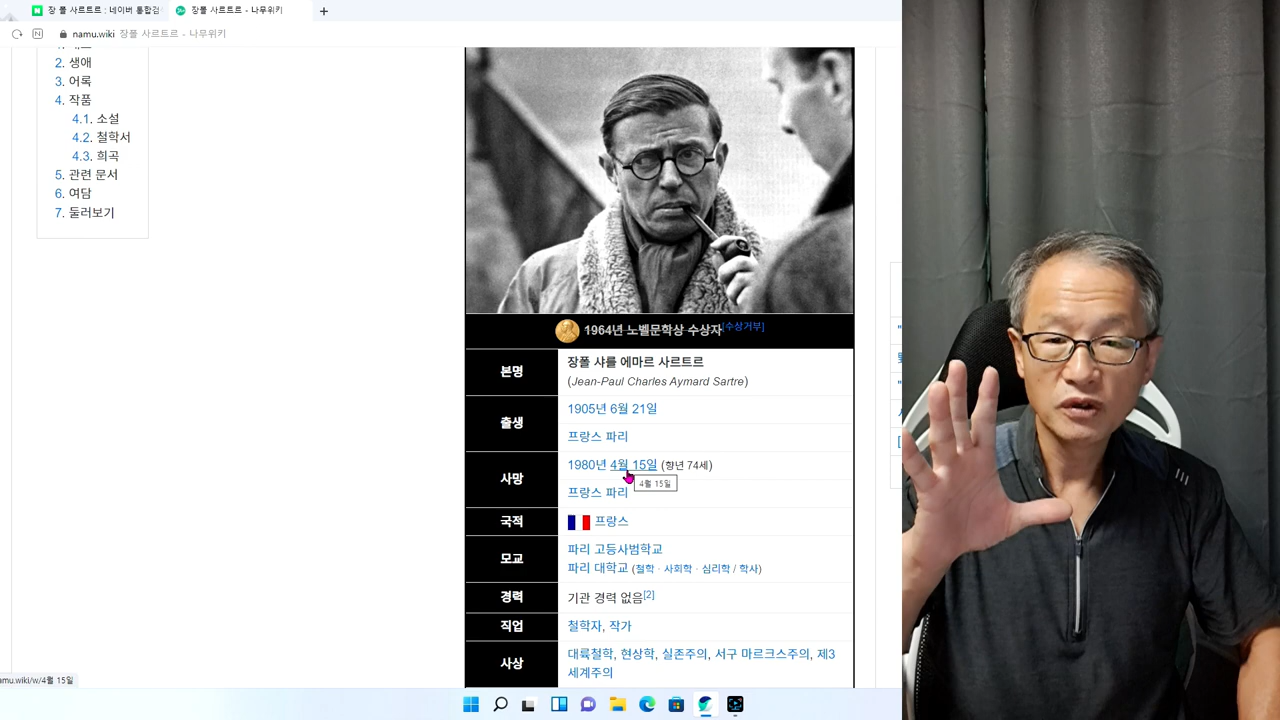 장 폴 사르트르 : 네이버 통합검
장폴 사르트르 - 나무위키
namu.wiki 장폴 사르트르 - 나무위키
2. 생애
3. 어록
4. 작품
4.1. 소설
4.2. 철학서
4.3. 희곡
5. 관련 문서
6. 여담
7. 둘러보기
1964년 노벨문학상 수상자[수상거부]
본명
장폴 샤를 에마르 사르트르
(Jean-Paul Charles Aymard Sartre)
출생
1905년 6월 21일
프랑스 파리
사망
1980년 4월 15일 (향년 74세)
4월 15일
프랑스 파리
국적
프랑스
모교
파리 고등사범학교
파리 대학교 (철학 · 사회학 · 심리학 / 학사)
경력
기관 경력 없음[2]
직업
철학자, 작가
사상
대륙철학, 현상학, 실존주의, 서구 마르크스주의, 제3
세계주의
amu.wiki/w/4월 15일